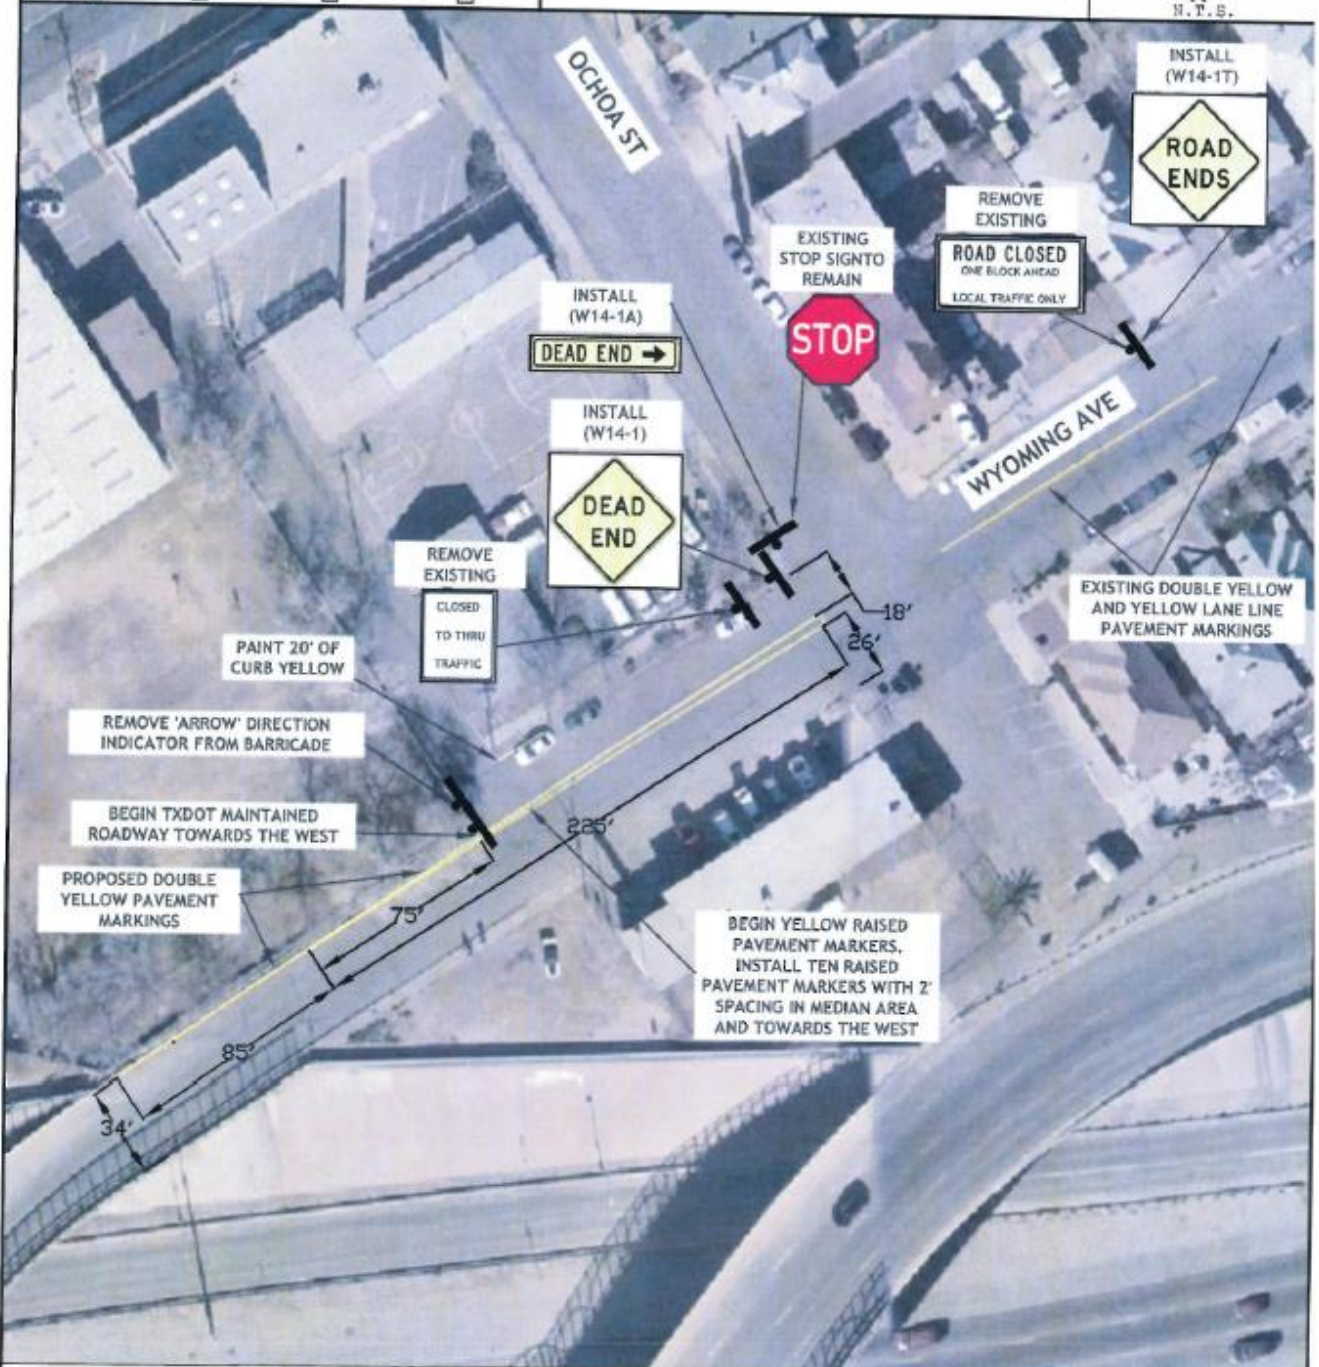 N.T.S.
OCHOA ST
INSTALL
(W14-1T)
ROAD
ENDS
REMOVE
EXISTING
ROAD CLOSED
ONE BLOCK AHEAD
LOCAL TRAFFIC ONLY
EXISTING
STOP SIGNTO
REMAIN
STOP
INSTALL
(W14-1A)
DEAD END →
INSTALL
(W14-1)
DEAD
END
WYOMING AVE
REMOVE
EXISTING
CLOSED
TO THRU
TRAFFIC
EXISTING DOUBLE YELLOW
AND YELLOW LANE LINE
PAVEMENT MARKINGS
18'
26'
PAINT 20' OF
CURB YELLOW
REMOVE 'ARROW' DIRECTION
INDICATOR FROM BARRICADE
BEGIN TXDOT MAINTAINED
ROADWAY TOWARDS THE WEST
225'
PROPOSED DOUBLE
YELLOW PAVEMENT
MARKINGS
75'
BEGIN YELLOW RAISED
PAVEMENT MARKERS.
INSTALL TEN RAISED
PAVEMENT MARKERS WITH 2'
SPACING IN MEDIAN AREA
AND TOWARDS THE WEST
85'
34'